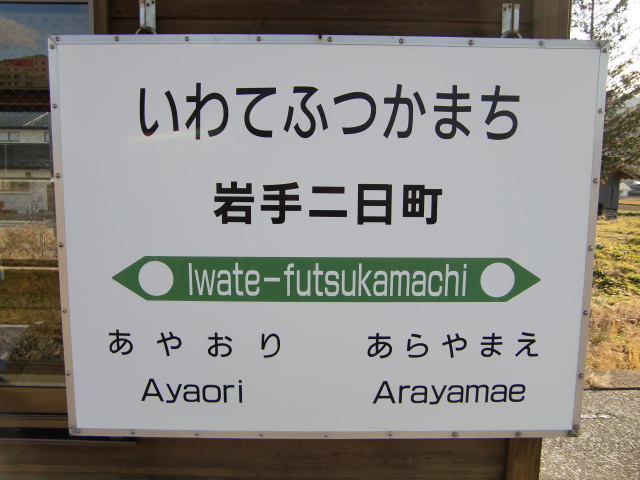 いわてふつかまち
岩手二日町
Iwate-futsukamachi
あやおり あらやまえ
Ayaori Arayamae